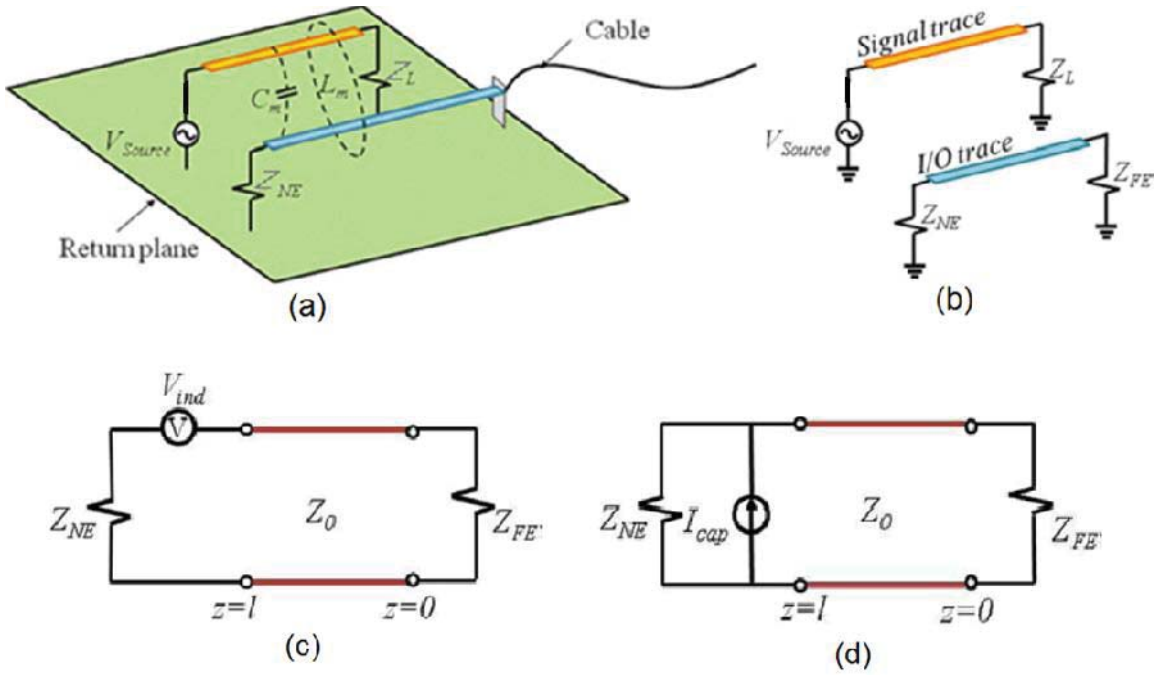 Cable
C_m
L_m
Z_L
V_Source
Z_NE
Return plane
(a)
Signal trace
Z_L
V_Source
I/O trace
Z_FE
Z_NE
(b)
V_ind
V
Z_NE
Z_0
Z_FE
z=l
z=0
(c)
Z_NE
I_cap
Z_0
Z_FE
z=l
z=0
(d)